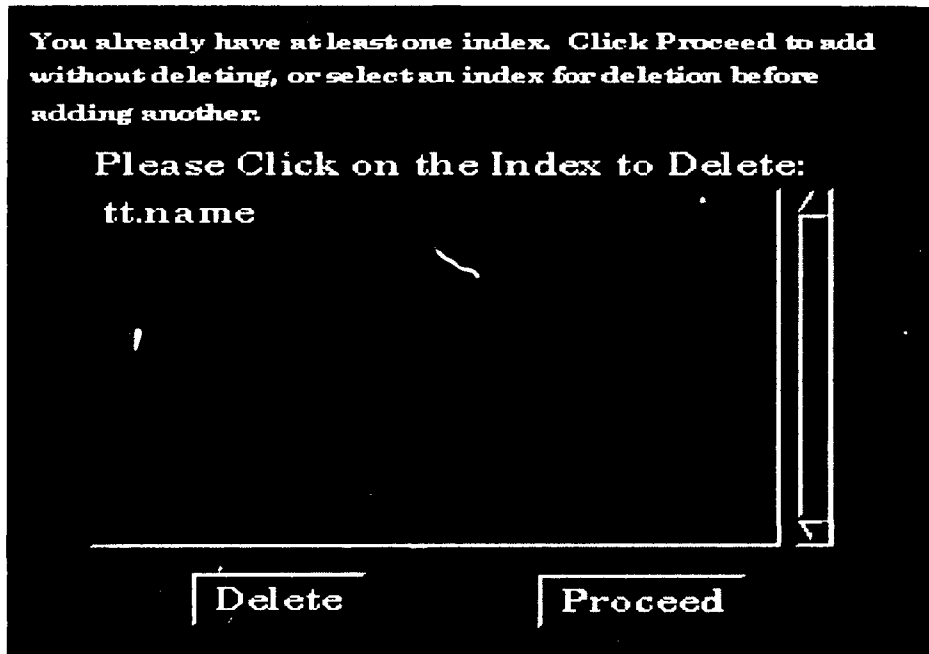 You already have at least one index. Click Proceed to add
without deleting, or select an index for deletion before
adding another.
Please Click on the Index to Delete:
tt.name
Delete
Proceed